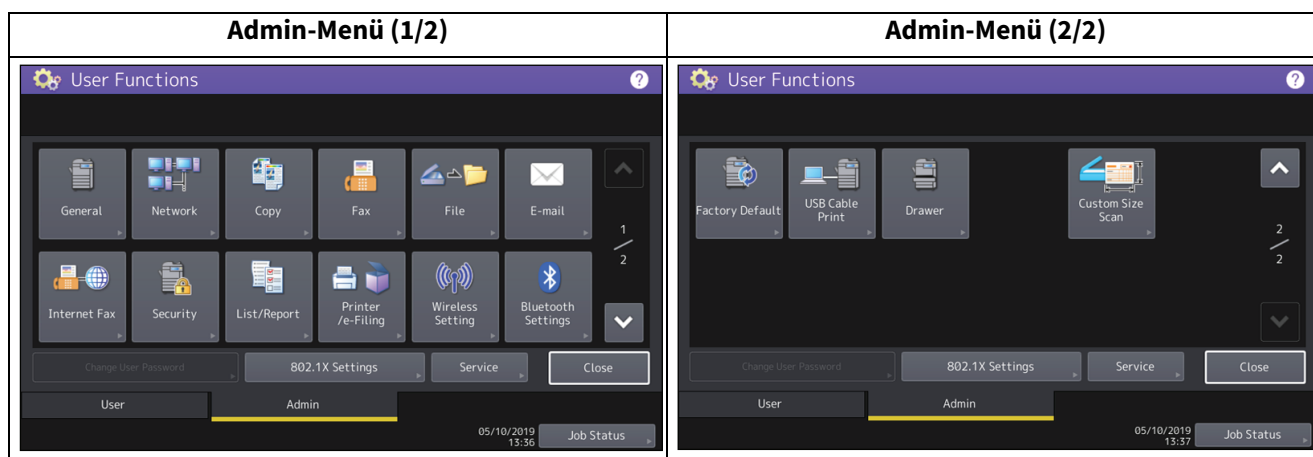 Admin-Menü (1/2)
Admin-Menü (2/2)
User Functions
?
General
Network
Copy
Fax
File
E-mail
1
2
Internet Fax
Security
List/Report
Printer
/e-Filing
Wireless
Setting
Bluetooth
Settings
Change User Password
802.1X Settings
Service
Close
User
Admin
05/10/2019
13:36
Job Status
User Functions
?
Factory Default
USB Cable
Print
Drawer
Custom Size
Scan
2
2
Change User Password
802.1X Settings
Service
Close
User
Admin
05/10/2019
13:37
Job Status